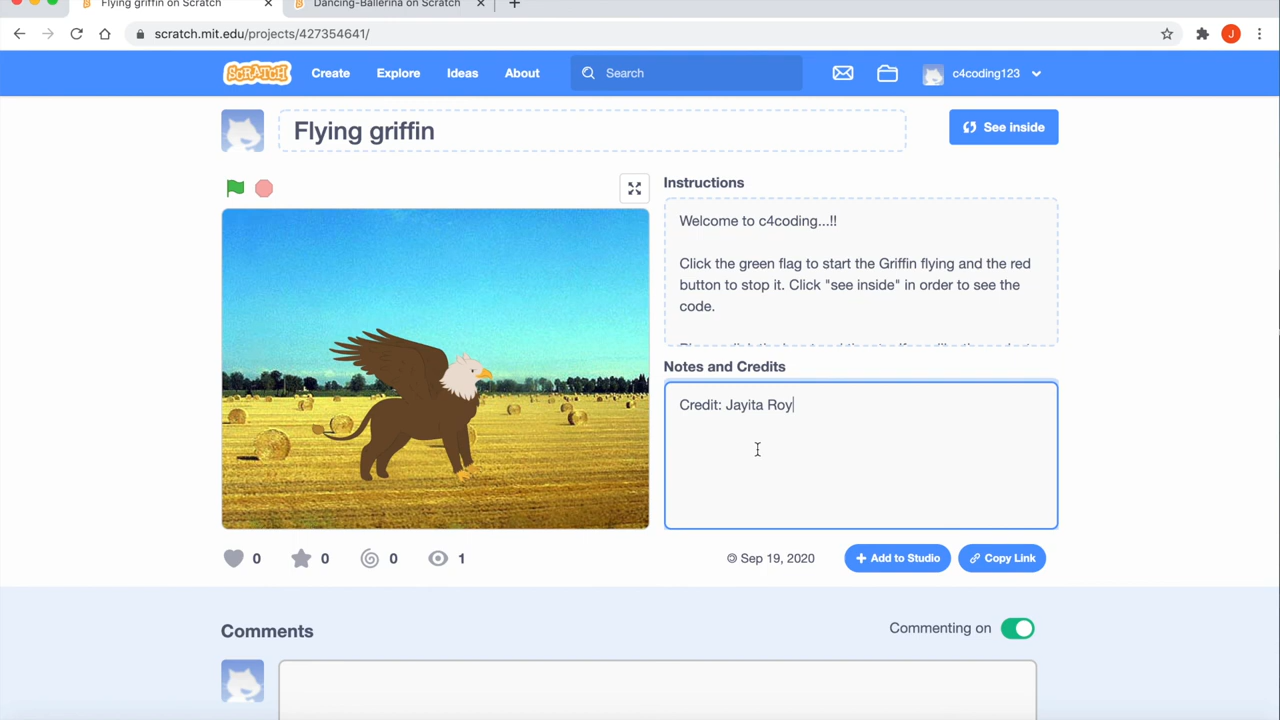 Flying griffin on Scratch
Dancing-Ballerina on Scratch
scratch.mit.edu/projects/427354641/
J
SCRATCH
Create
Explore
Ideas
About
Search
c4coding123
Flying griffin
See inside
Instructions
Welcome to c4coding...!!
Click the green flag to start the Griffin flying and the red
button to stop it. Click "see inside" in order to see the
code.
Notes and Credits
Credit: Jayita Roy
0
0
0
1
Sep 19, 2020
Add to Studio
Copy Link
Comments
Commenting on